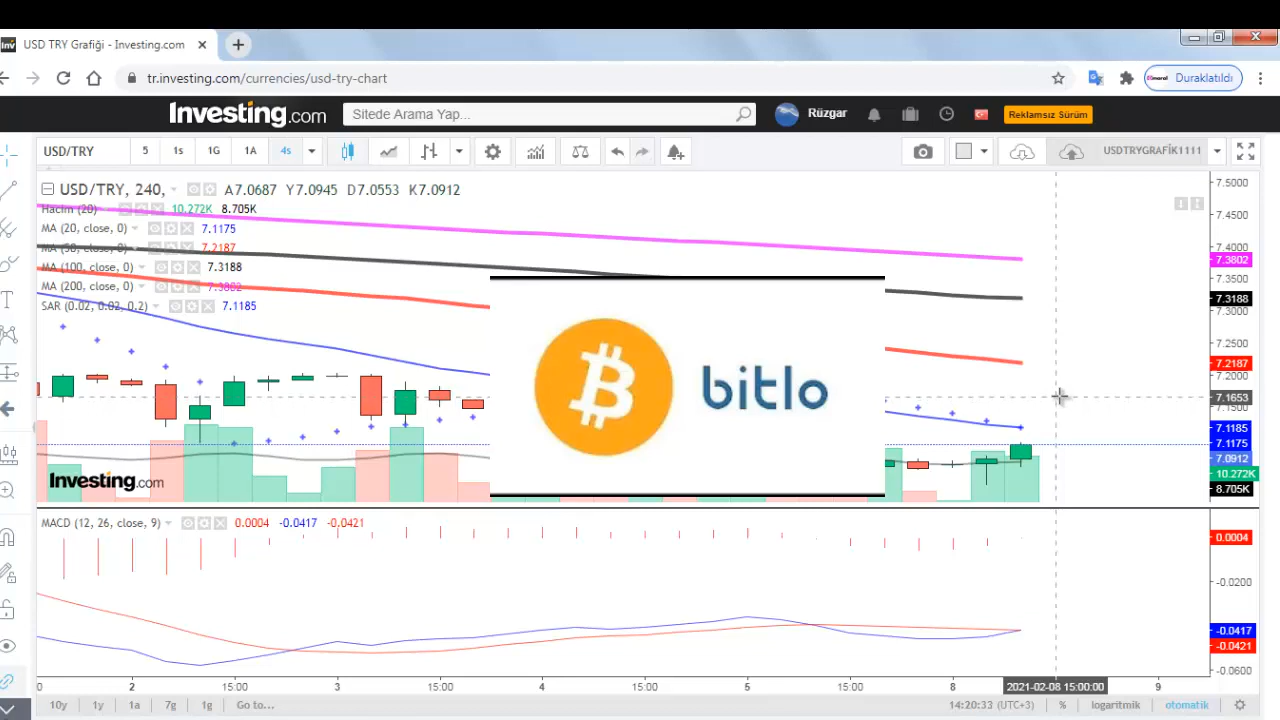 USD TRY Grafiği - Investing.com
tr.investing.com/currencies/usd-try-chart
Duraklatıldı
Investing.com
Sitede Arama Yap...
Rüzgar
Reklamsız Sürüm
USD/TRY
5
1s
1G
1A
4s
USDTRYGRAFİK1111
USD/TRY, 240,
A7.0687 Y7.0945 D7.0553 K7.0912
Hacim (20) 10.272K 8.705K
MA (20, close, 0) 7.1175
MA (50, close, 0) 7.2187
MA (100, close, 0) 7.3188
MA (200, close, 0) 7.3802
SAR (0.02, 0.02, 0.2) 7.1185
7.5000
7.4500
7.4000
7.3802
7.3500
7.3188
7.3000
7.2500
7.2187
7.2000
7.1653
7.1500
7.1185
7.1175
7.0912
10.272K
8.705K
bitlo
Investing.com
MACD (12, 26, close, 9) 0.0004 -0.0417 -0.0421
0.0004
-0.0200
-0.0417
-0.0421
-0.0600
0
2
15:00
3
15:00
4
15:00
5
15:00
8
2021-02-08 15:00:00
9
10y
1y
1a
7g
1g
Go to...
14:20:33 (UTC+3)
%
logaritmik
otomatik